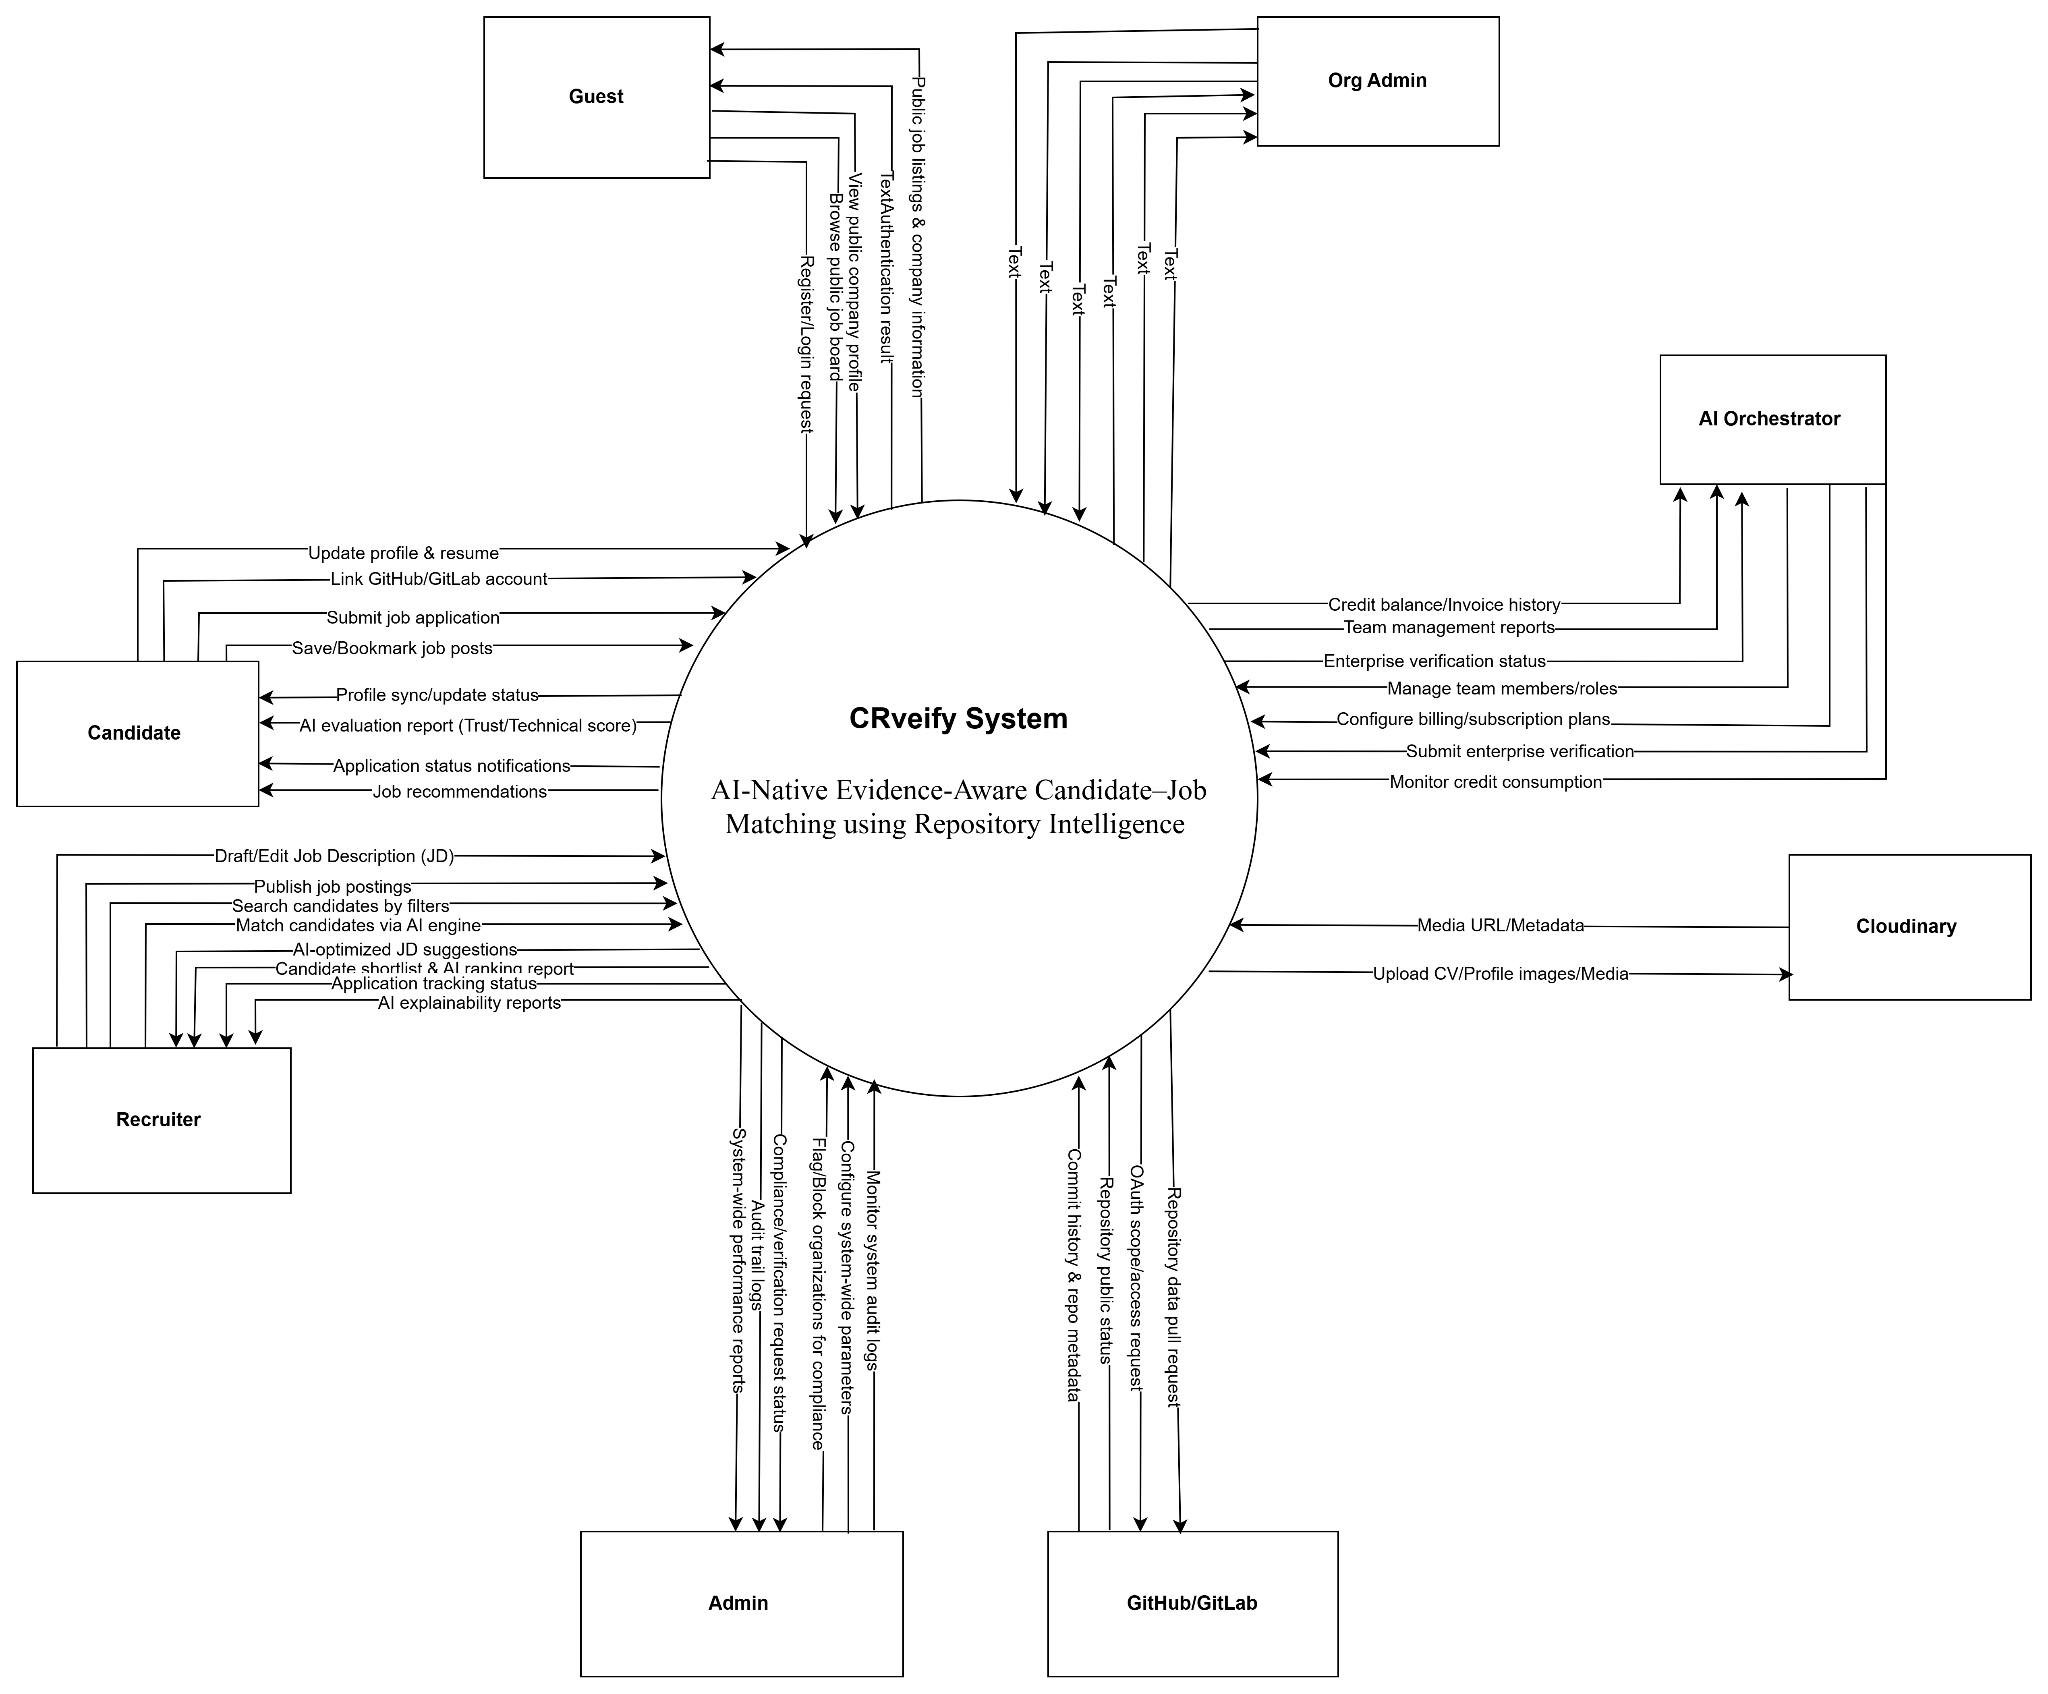 Guest
Org Admin
Public job listings & company information
TextAuthentication result
View public company profile
Browse public job board
Register/Login request
Text
Text
Text
Text
Text
Text
AI Orchestrator
Update profile & resume
Link GitHub/GitLab account
Submit job application
Save/Bookmark job posts
Candidate
Profile sync/update status
AI evaluation report (Trust/Technical score)
Application status notifications
Job recommendations
CRveify System
AI-Native Evidence-Aware Candidate–Job
Matching using Repository Intelligence
Credit balance/Invoice history
Team management reports
Enterprise verification status
Manage team members/roles
Configure billing/subscription plans
Submit enterprise verification
Monitor credit consumption
Draft/Edit Job Description (JD)
Publish job postings
Search candidates by filters
Match candidates via AI engine
AI-optimized JD suggestions
Candidate shortlist & AI ranking report
Application tracking status
AI explainability reports
Recruiter
Media URL/Metadata
Cloudinary
Upload CV/Profile images/Media
System-wide performance reports
Audit trail logs
Compliance/verification request status
Flag/Block organizations for compliance
Configure system-wide parameters
Monitor system audit logs
Commit history & repo metadata
Repository public status
OAuth scope/access request
Repository data pull request
Admin
GitHub/GitLab